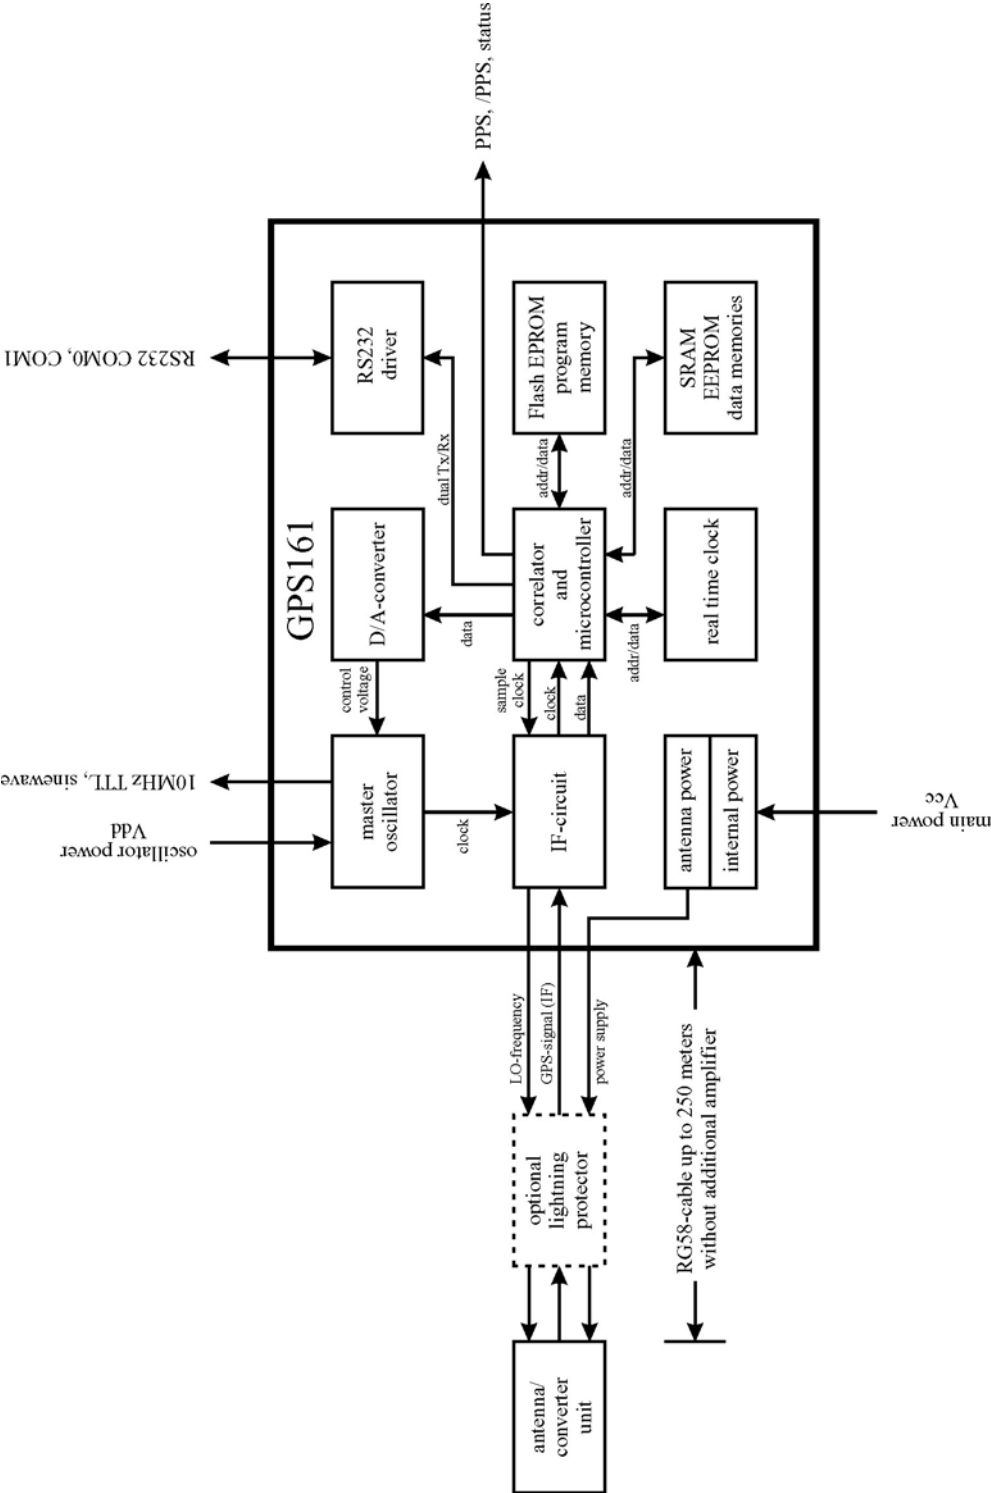 PPS, /PPS, status
RS232 COM0, COM1
10MHz TTL, sinewave
oscillator power
Vdd
main power
Vcc
GPS161
RS232
driver
Flash EPROM
program
memory
SRAM
EEPROM
data memories
dual Tx/Rx
addr/data
addr/data
D/A-converter
correlator
and
microcontroller
real time clock
data
addr/data
control
voltage
sample
clock
clock
data
master
oscillator
clock
IF-circuit
antenna power
internal power
LO-frequency
GPS-signal (IF)
power supply
optional
lightning
protector
RG58-cable up to 250 meters
without additional amplifier
antenna/
converter
unit